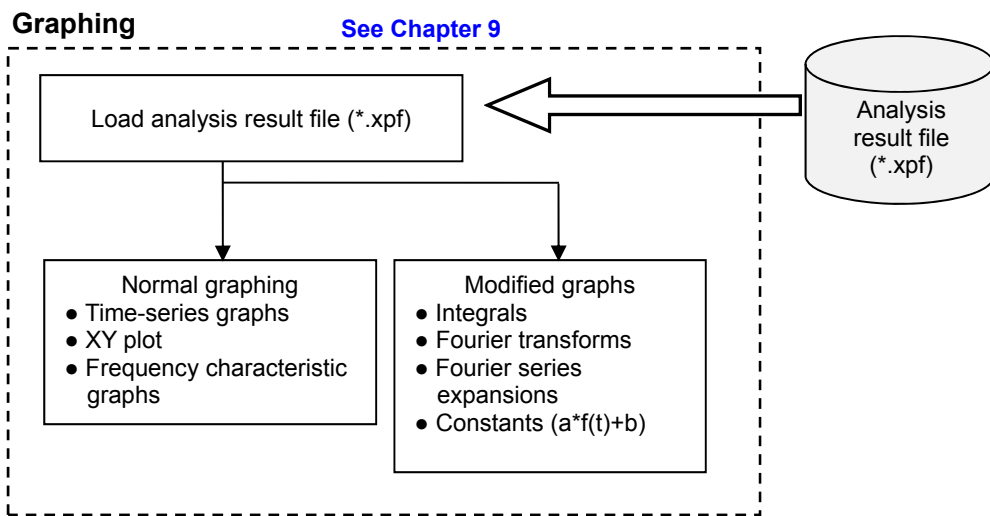 Graphing
See Chapter 9
Load analysis result file (*.xpf)
Analysis
result file
(*.xpf)
Normal graphing
● Time-series graphs
● XY plot
● Frequency characteristic
graphs
Modified graphs
● Integrals
● Fourier transforms
● Fourier series
expansions
● Constants (a*f(t)+b)